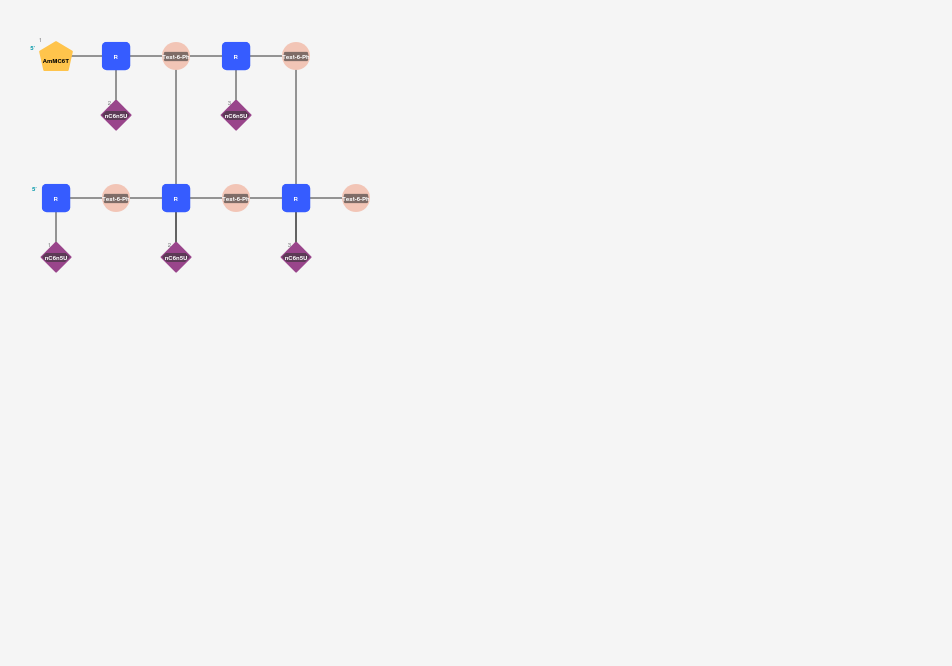 1
5'
AmMC6T R Test-6-Ph R Test-6-Ph
2 3
nC6n5U nC6n5U
5'
R Test-6-Ph R Test-6-Ph R Test-6-Ph
1 2 3
nC6n5U nC6n5U nC6n5U